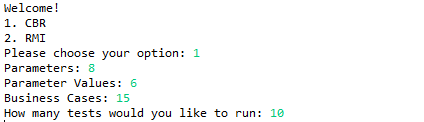 Welcome!
1. CBR
2. RMI
Please choose your option: 1
Parameters: 8
Parameter Values: 6
Business Cases: 15
How many tests would you like to run: 10